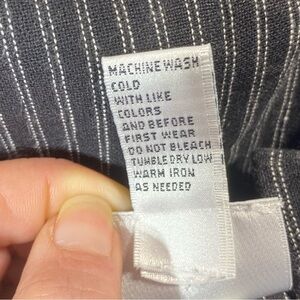 MACHINE WASH
COLD
WITH LIKE
COLORS
AND BEFORE
FIRST WEAR
DO NOT BLEACH
TUMBLE DRY LOW
WARM IRON
AS NEEDED